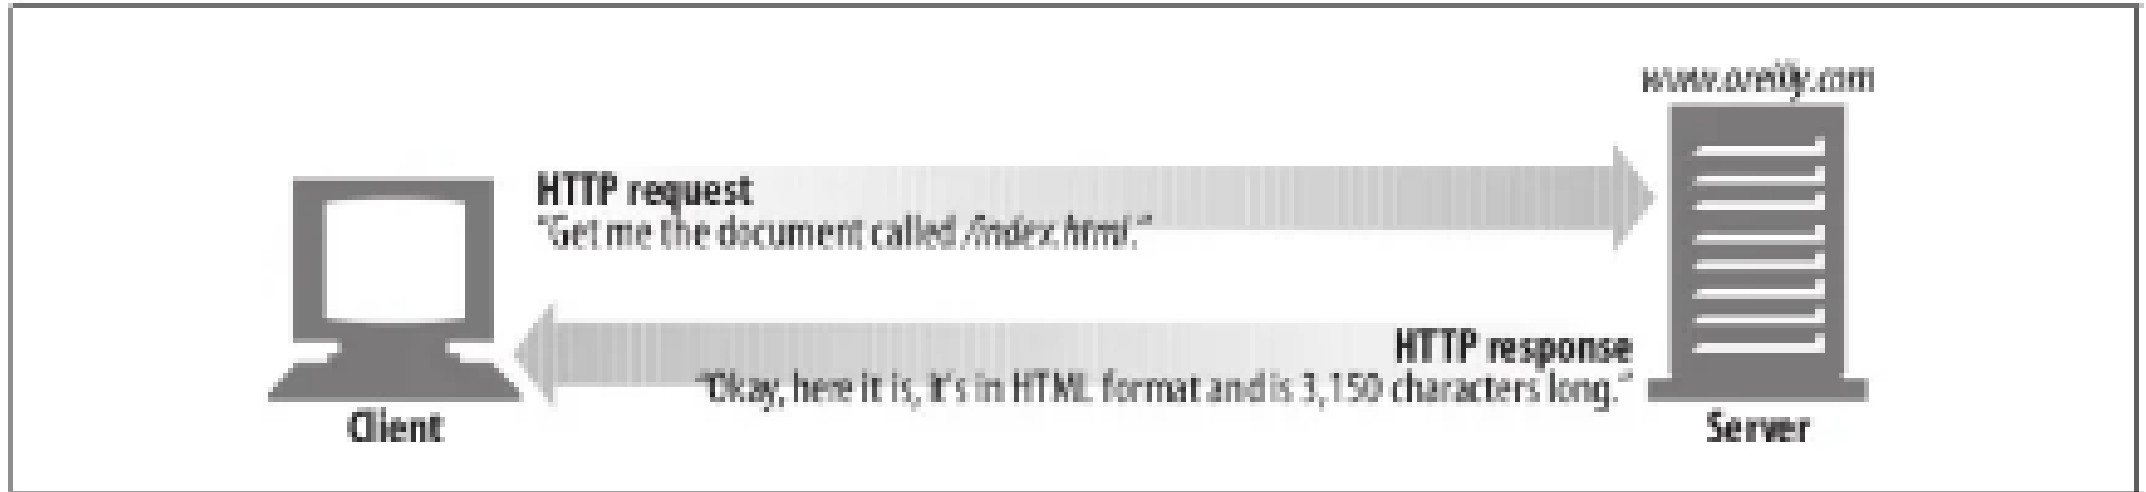 www.oreilly.com
HTTP request
"Get me the document called /index.html."
HTTP response
"Okay, here it is, it's in HTML format and is 3,150 characters long."
Client
Server